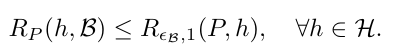 $R_P(h, \mathcal{B}) \leq R_{\epsilon_{\mathcal{B}},1}(P, h), \quad \forall h \in \mathcal{H}.$